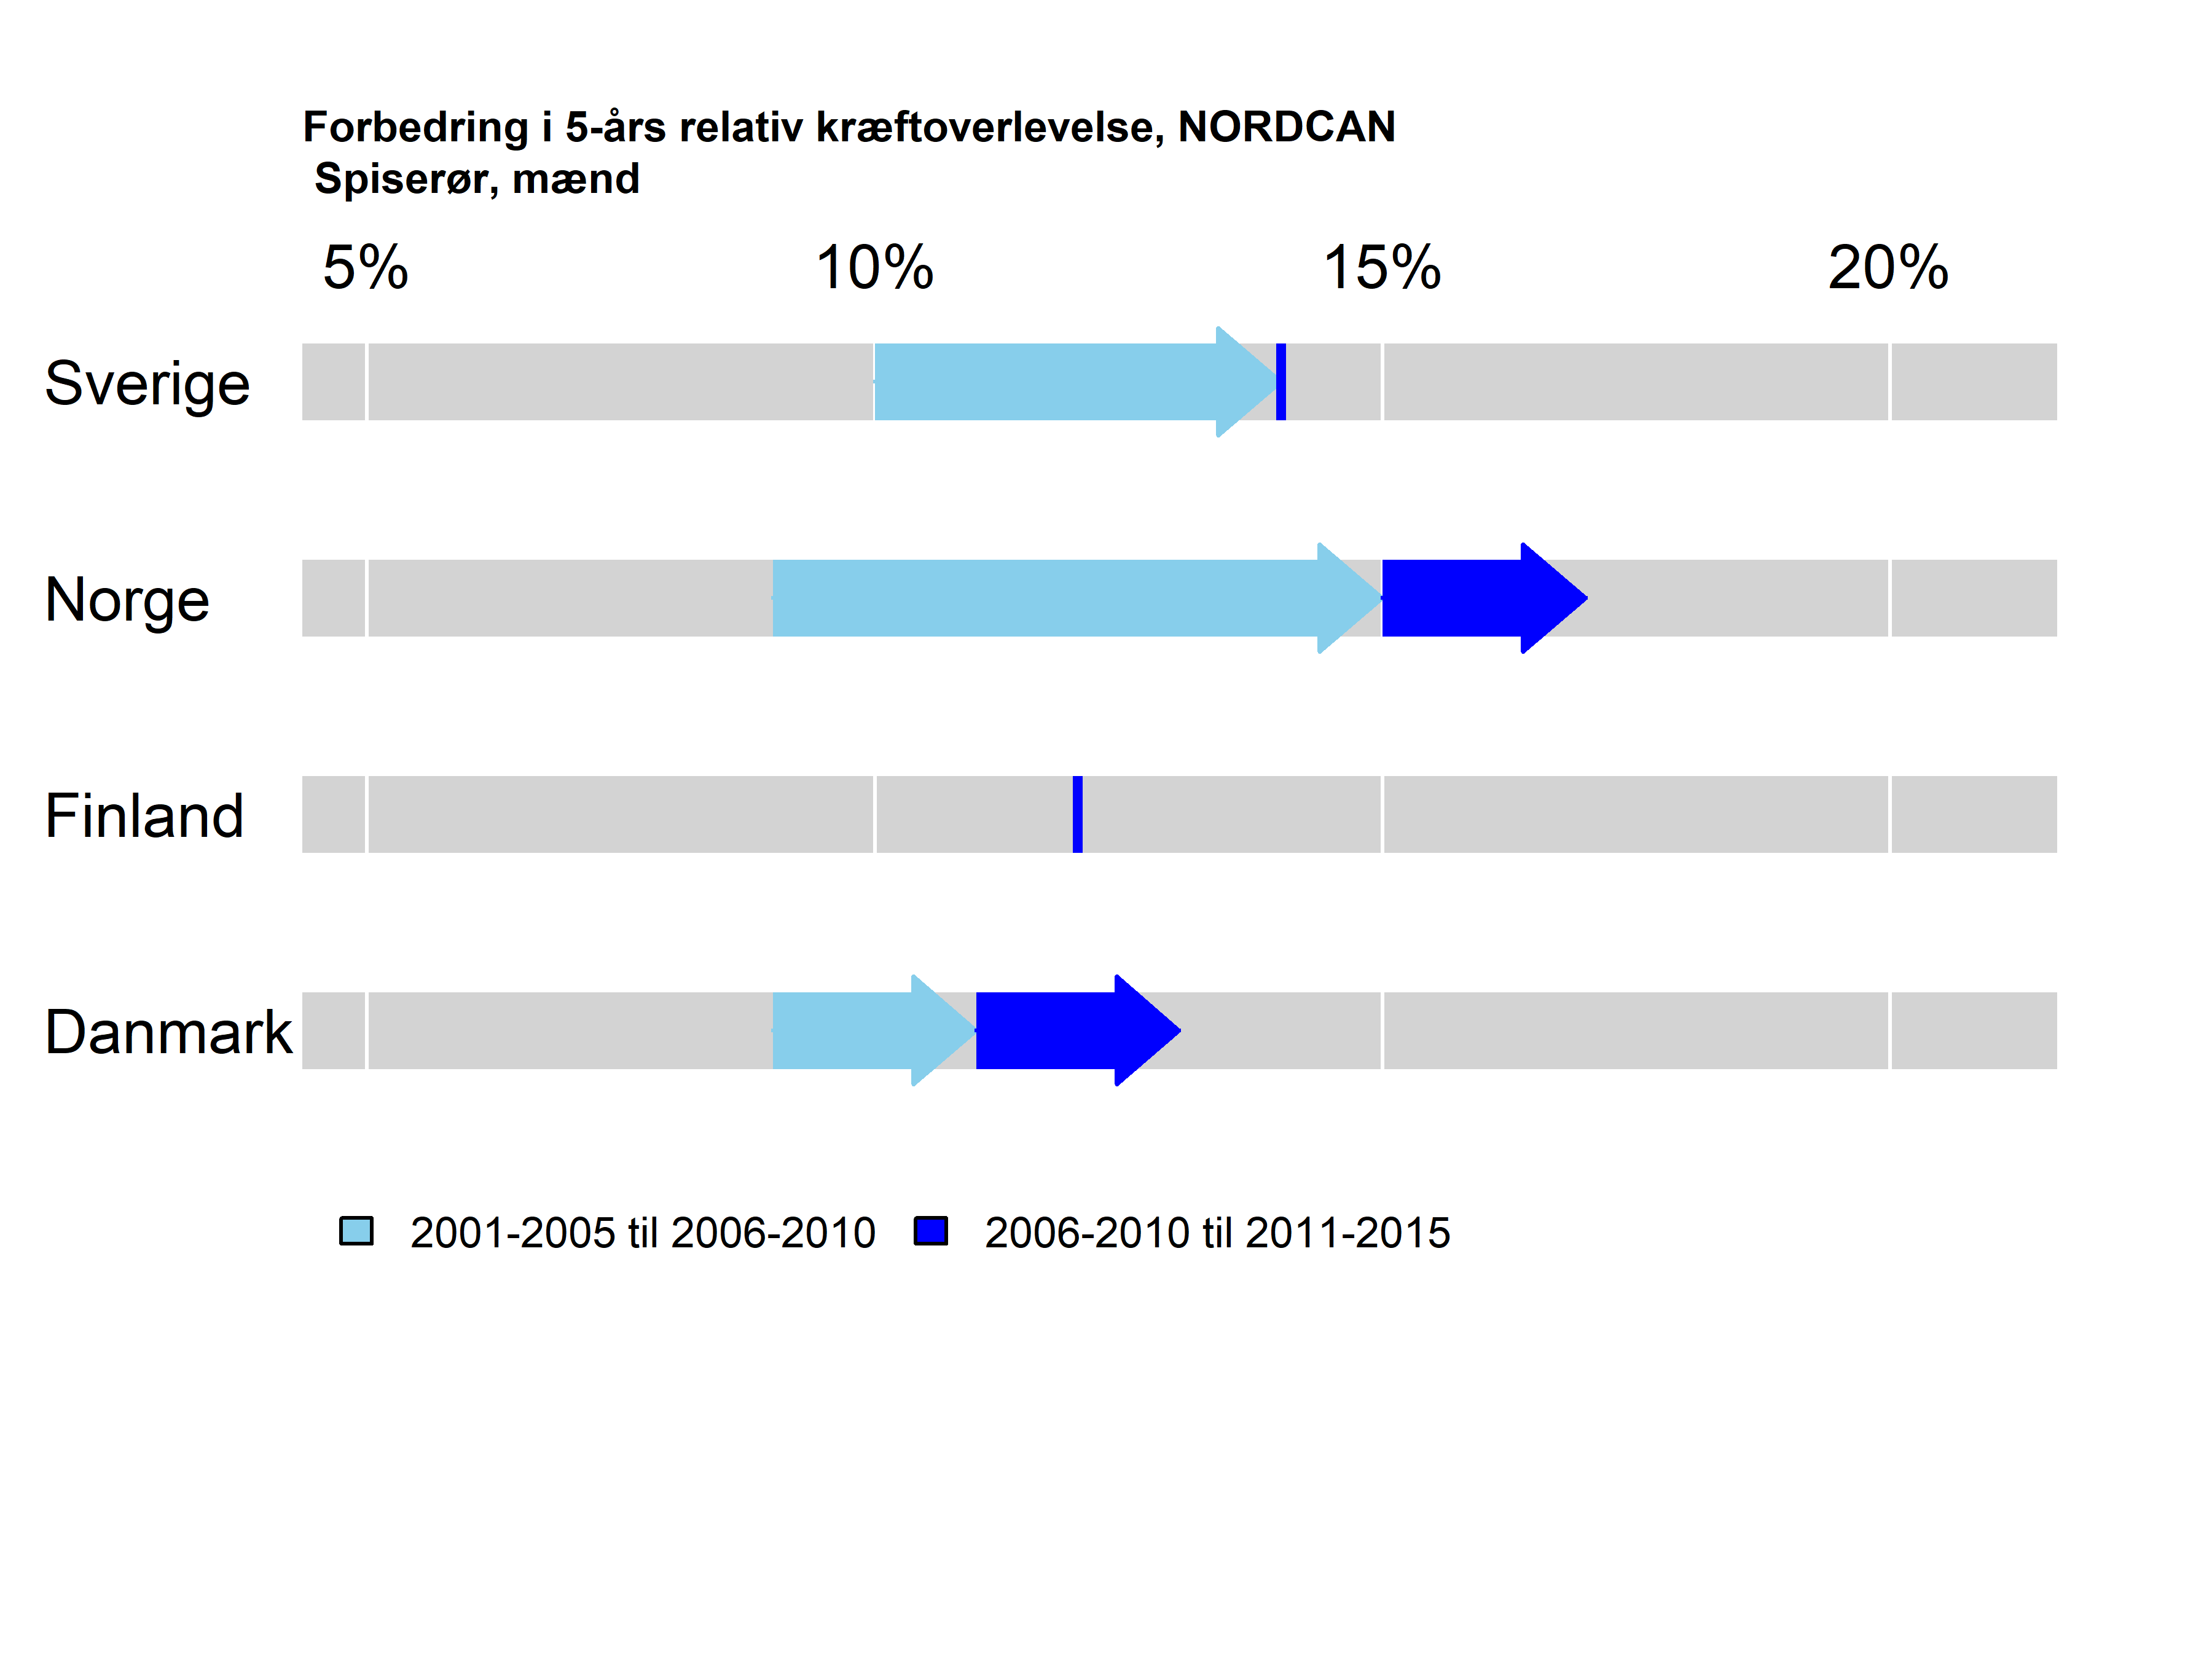 Forbedring i 5-års relativ kræftoverlevelse, NORDCAN
Spiserør, mænd
5% 10% 15% 20%
Sverige
Norge
Finland
Danmark
2001-2005 til 2006-2010 2006-2010 til 2011-2015